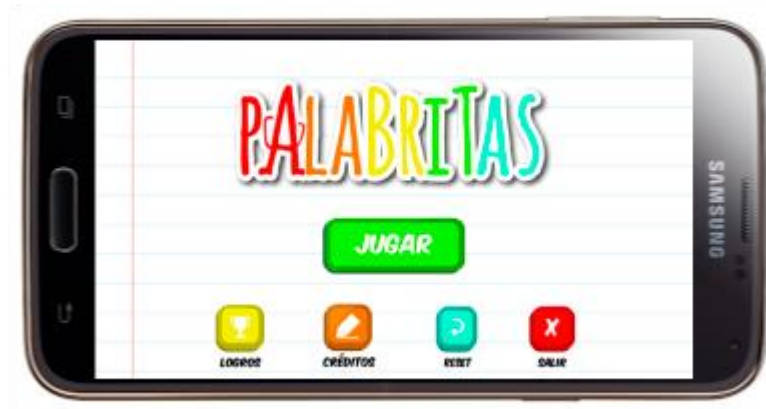 PALABRITAS
JUGAR
X
LOGROS CRÉDITOS RESET SALIR
SAMSUNG